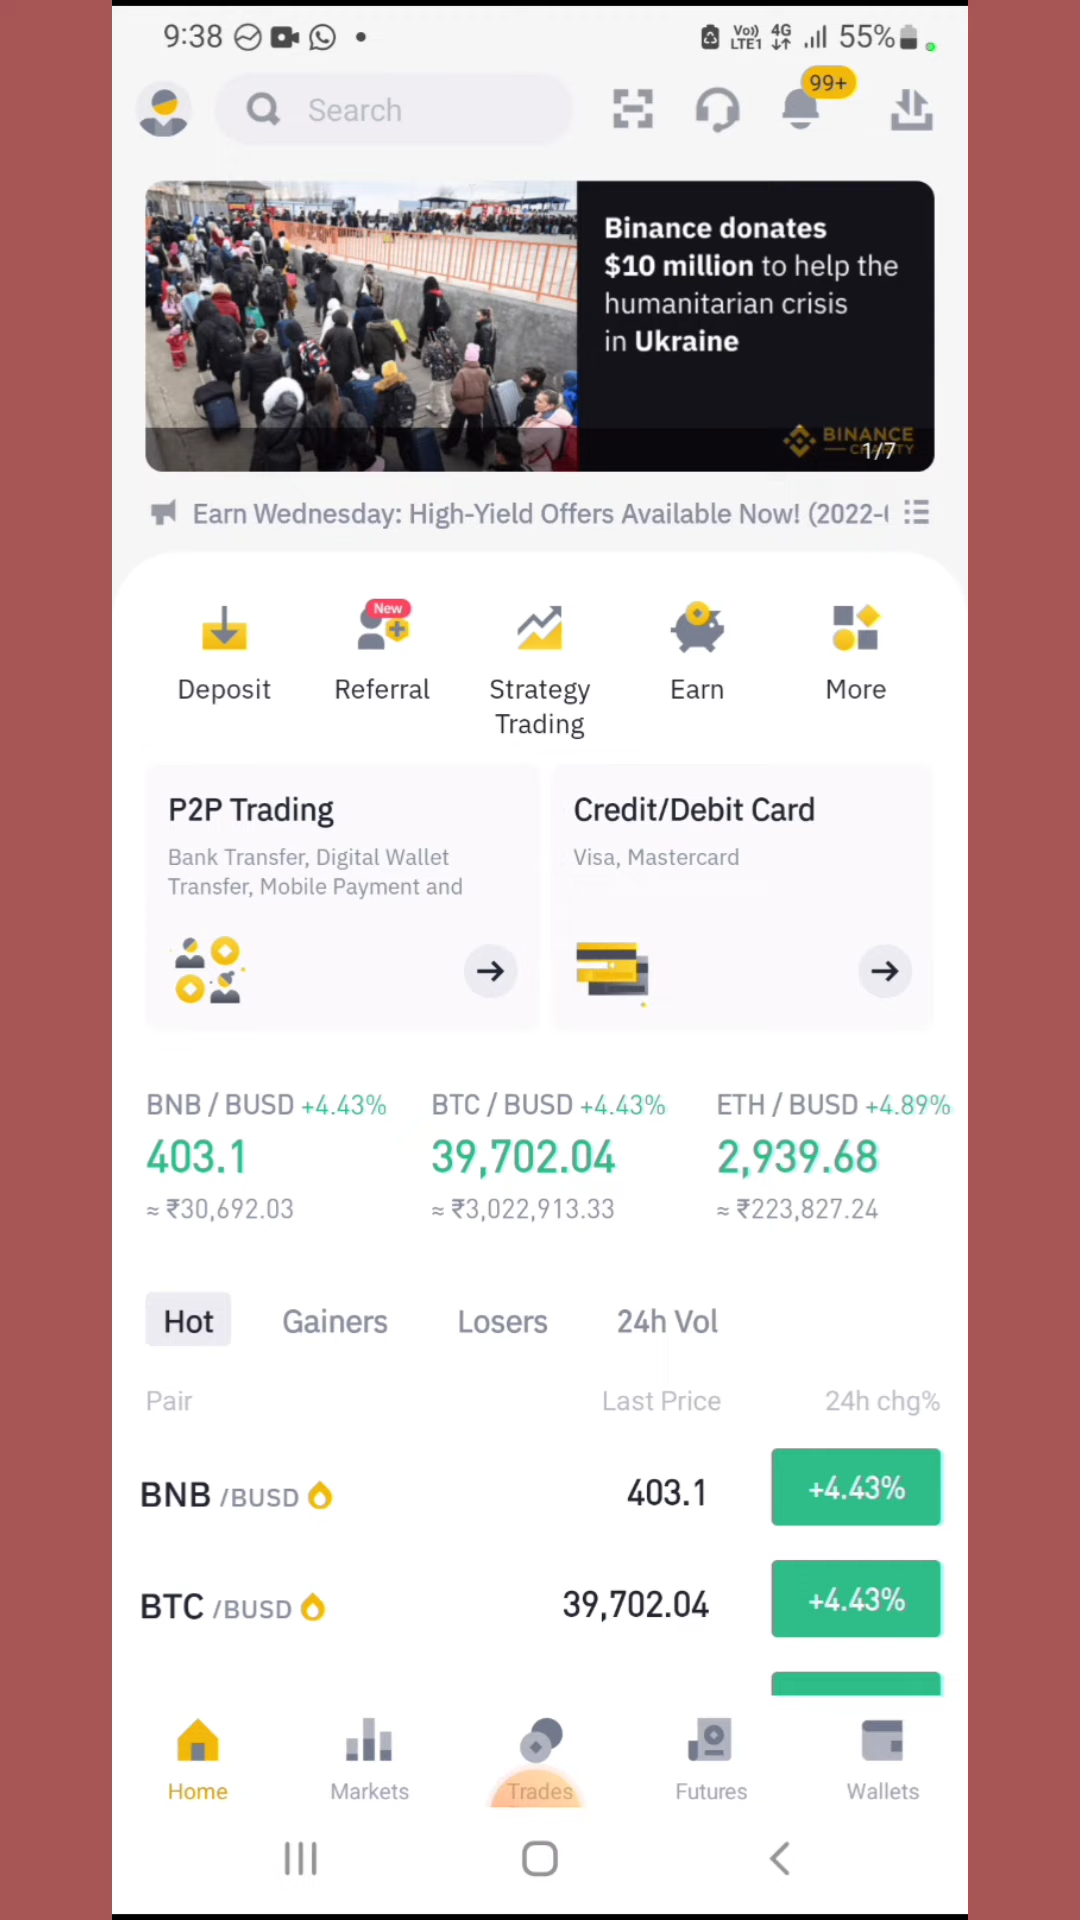 9:38
Vo)) LTE1 4G 55%
99+
Search
Binance donates
$10 million to help the
humanitarian crisis
in Ukraine
BINANCE
CHARITY
1/7
Earn Wednesday: High-Yield Offers Available Now! (2022-
Deposit
New
Referral
Strategy
Trading
Earn
More
P2P Trading
Bank Transfer, Digital Wallet
Transfer, Mobile Payment and
Credit/Debit Card
Visa, Mastercard
BNB / BUSD +4.43%
403.1
≈ ₹30,692.03
BTC / BUSD +4.43%
39,702.04
≈ ₹3,022,913.33
ETH / BUSD +4.89%
2,939.68
≈ ₹223,827.24
Hot Gainers Losers 24h Vol
Pair Last Price 24h chg%
BNB /BUSD 403.1 +4.43%
BTC /BUSD 39,702.04 +4.43%
Home Markets Trades Futures Wallets